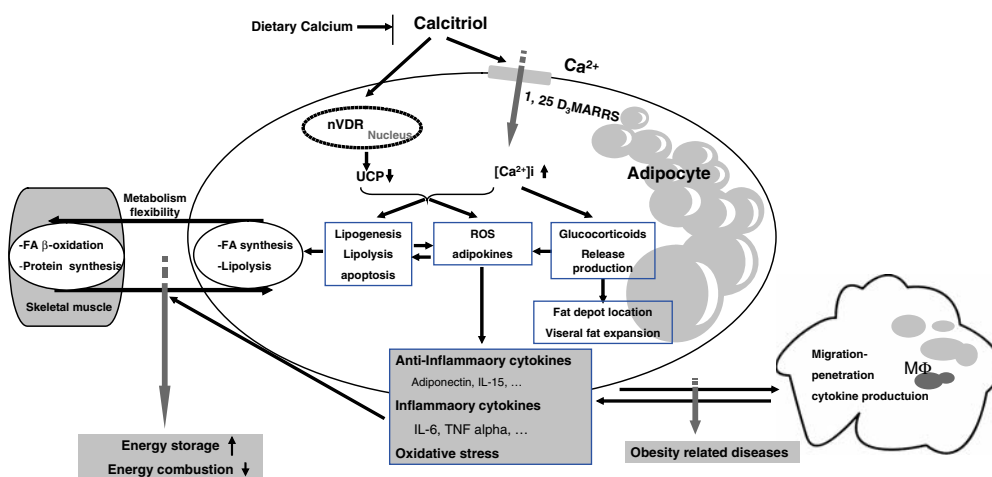 Dietary Calcium
Calcitriol
Ca²⁺
1, 25 D₃MARRS
nVDR
Nucleus
UCP
[Ca²⁺]i
Adipocyte
Metabolism
flexibility
-FA β-oxidation
-Protein synthesis
Skeletal muscle
-FA synthesis
-Lipolysis
Lipogenesis
Lipolysis
apoptosis
ROS
adipokines
Glucocorticoids
Release
production
Fat depot location
Viseral fat expansion
Anti-Inflammaory cytokines
Adiponectin, IL-15, ...
Inflammaory cytokines
IL-6, TNF alpha, ...
Oxidative stress
Migration-
penetration
cytokine productuion
MΦ
Energy storage
Energy combustion
Obesity related diseases